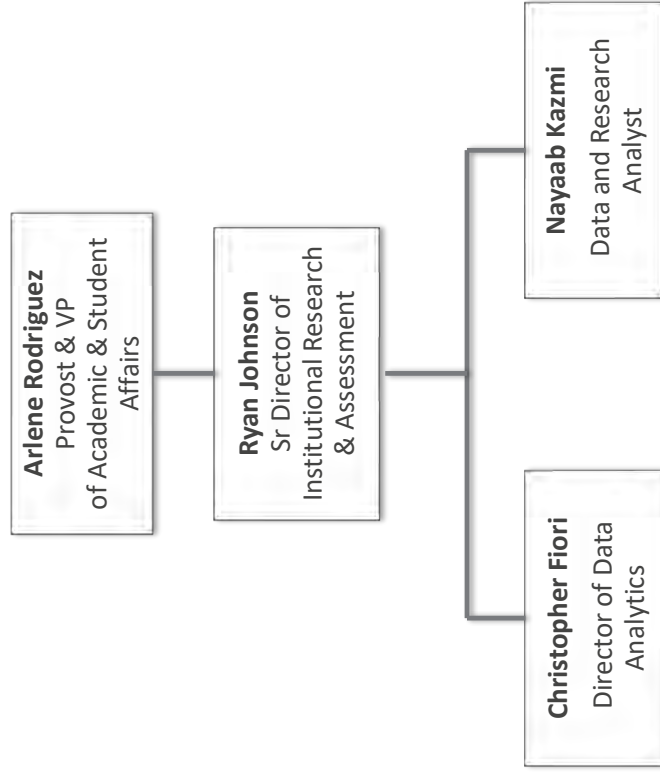 Arlene Rodriguez
Provost & VP
of Academic & Student
Affairs
Ryan Johnson
Sr Director of
Institutional Research
& Assessment
Christopher Fiori
Director of Data
Analytics
Nayaab Kazmi
Data and Research
Analyst